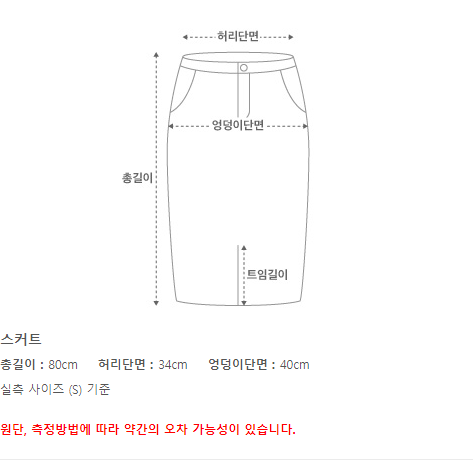 허리단면
엉덩이단면
총길이
트임길이
스커트
총길이 : 80cm 허리단면 : 34cm 엉덩이단면 : 40cm
실측 사이즈 (S) 기준
원단, 측정방법에 따라 약간의 오차 가능성이 있습니다.